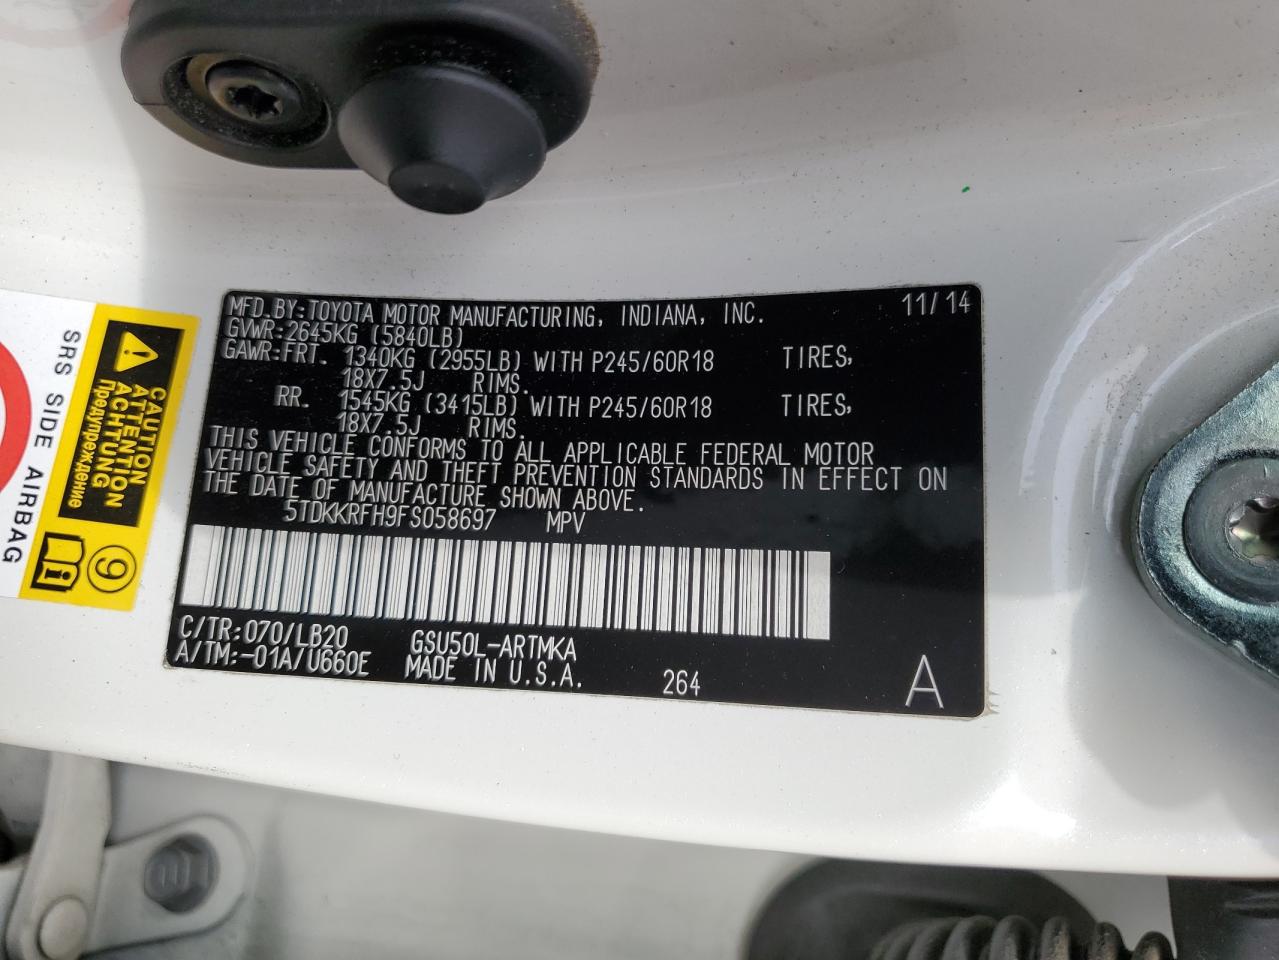 MFD.BY:TOYOTA MOTOR MANUFACTURING, INDIANA, INC. 11/14
GVWR:2645KG (5840LB)
GAWR:FRT. 1340KG (2955LB) WITH P245/60R18 TIRES,
18X7.5J RIMS.
RR. 1545KG (3415LB) WITH P245/60R18 TIRES,
18X7.5J RIMS.
THIS VEHICLE CONFORMS TO ALL APPLICABLE FEDERAL MOTOR
VEHICLE SAFETY AND THEFT PREVENTION STANDARDS IN EFFECT ON
THE DATE OF MANUFACTURE SHOWN ABOVE.
5TDKKRFH9FS058697 MPV
C/TR:070/LB20 GSU50L-ARTMKA
A/TM:-01A/U660E MADE IN U.S.A. 264 A
SRS SIDE AIRBAG
CAUTION
ATTENTION
ACHTUNG
Предупреждение
9